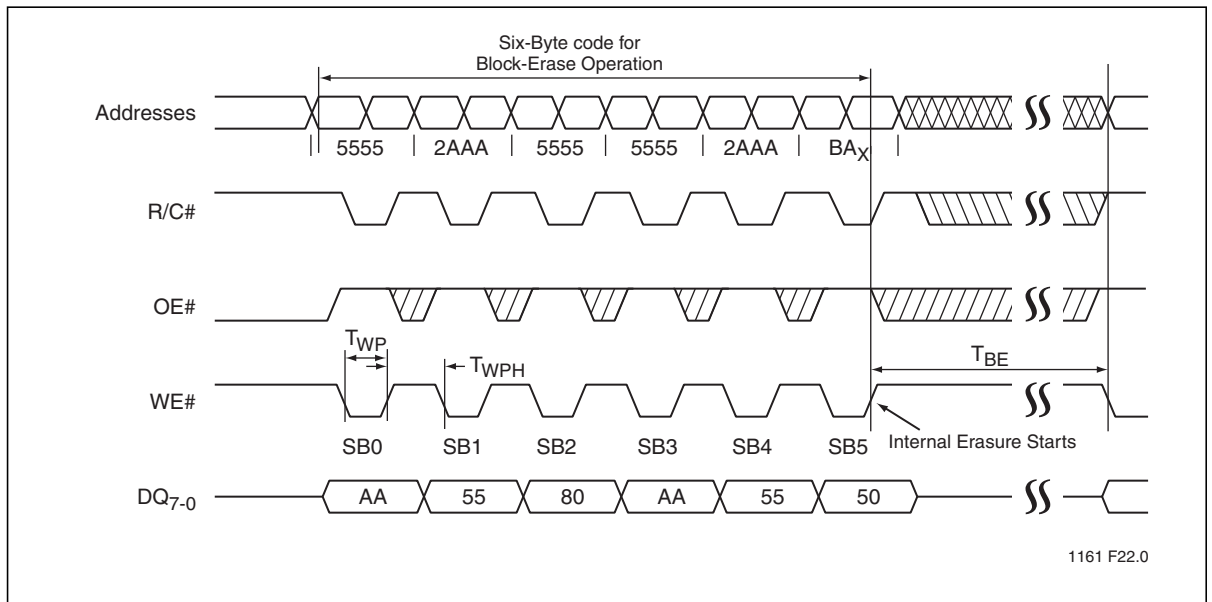 Six-Byte code for
Block-Erase Operation
Addresses
5555 2AAA 5555 5555 2AAA BAX
R/C#
OE#
TWP
TWPH
TBE
WE#
Internal Erasure Starts
SB0 SB1 SB2 SB3 SB4 SB5
DQ7-0
AA 55 80 AA 55 50
1161 F22.0